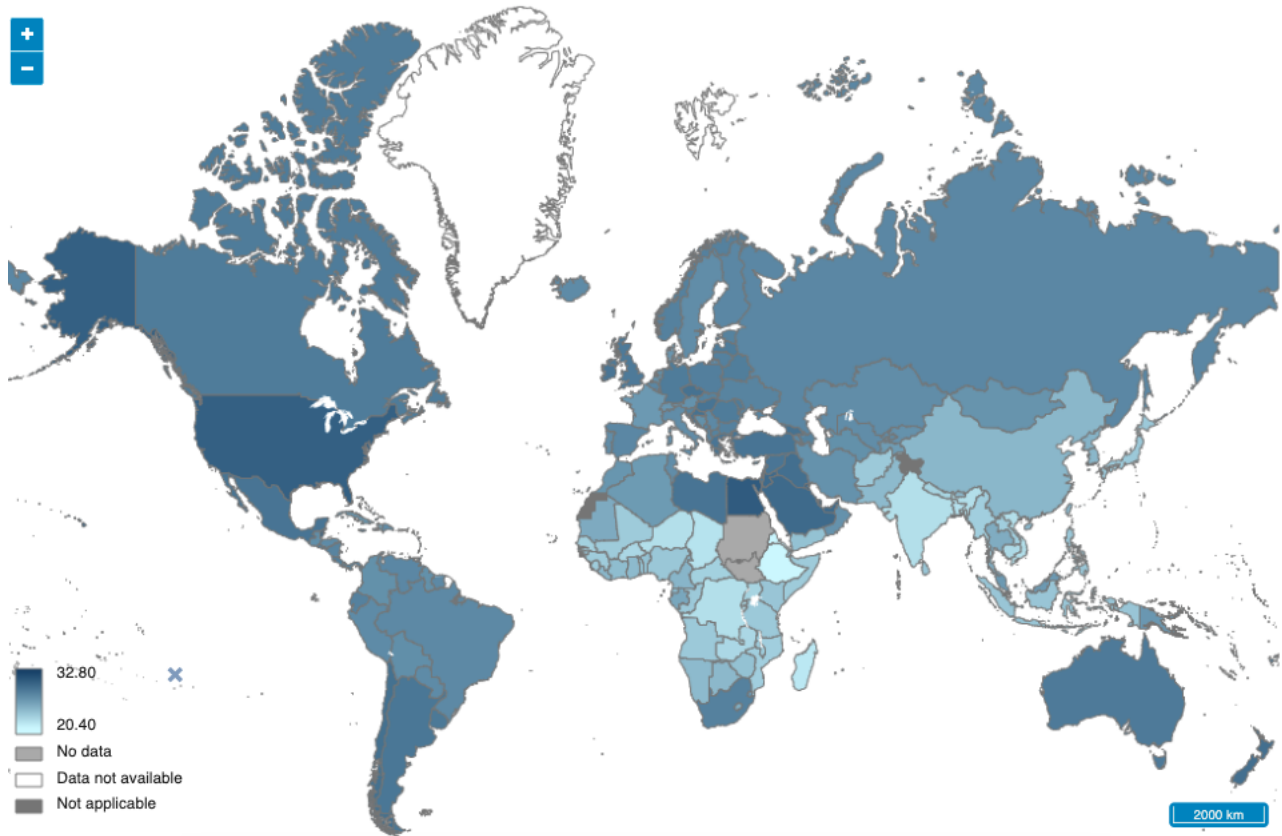 +
−
32.80
20.40
No data
Data not available
Not applicable
2000 km